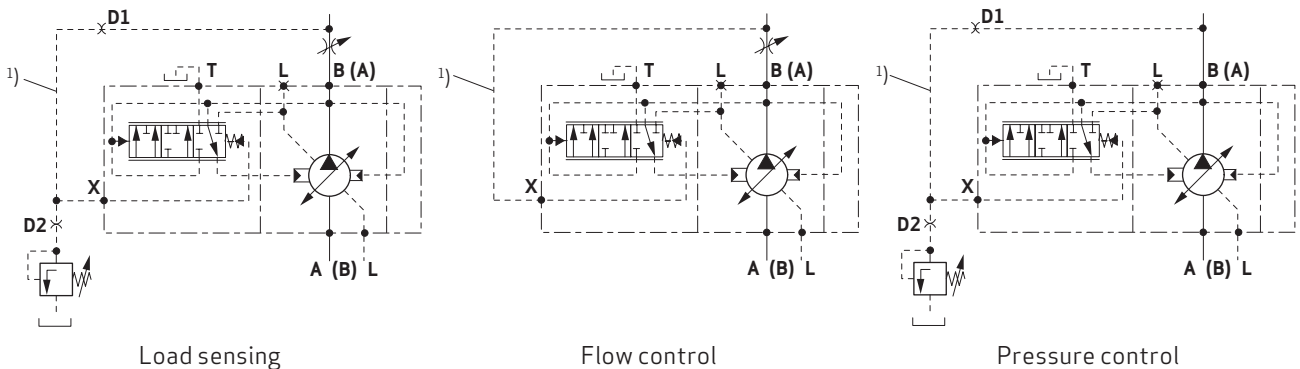 D1
1)
T
L
B (A)
X
D2
A (B) L
Load sensing
1)
T
L
B (A)
X
A (B) L
Flow control
D1
1)
T
L
B (A)
X
D2
A (B) L
Pressure control